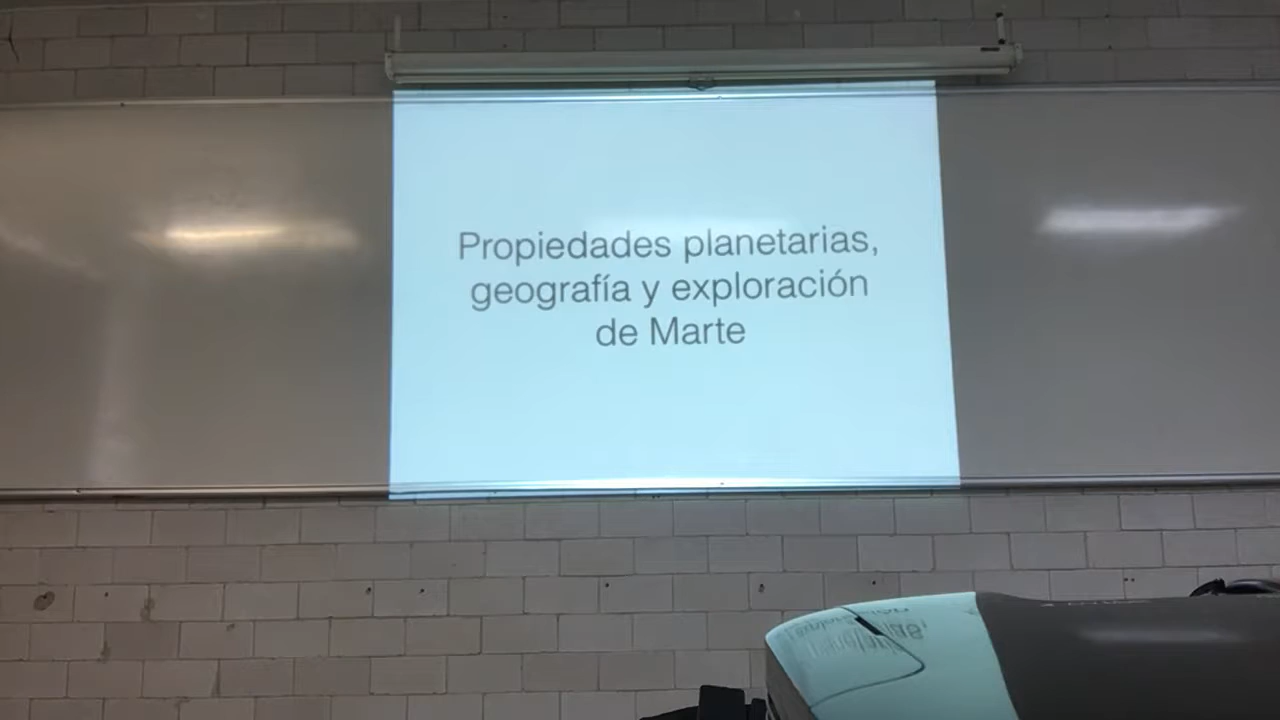 Propiedades planetarias,
geografía y exploración
de Marte